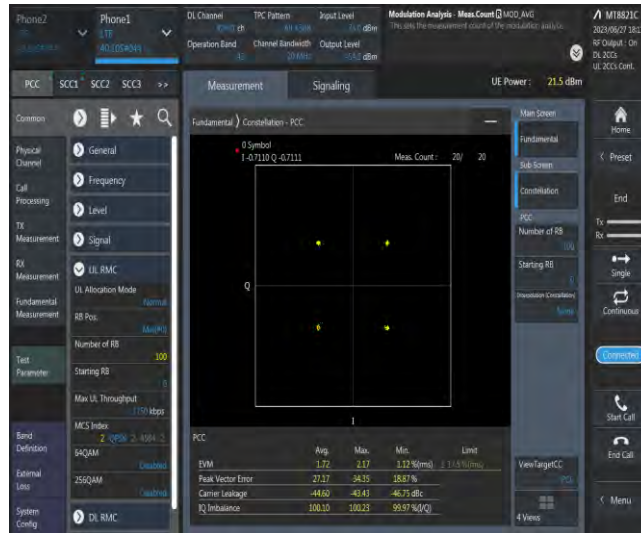 Phone2
Phone1
LTE
DL Channel
TPC Pattern
Input Level
ch
dBm
Operation Band
Channel Bandwidth
Output Level
dBm
Modulation Analysis - Meas.Count MOD_AVG
This sets the measurement count of the modulation analysis.
MT8821C
RF Output : On
DL 2CCs
UL 2CCs Cont.
PCC
SCC1
SCC2
SCC3
>>
Measurement
Signaling
UE Power :
21.5 dBm
Common
Physical
Channel
Call
Processing
TX
Measurement
RX
Measurement
Fundamental
Measurement
Test
Parameter
Band
Definition
External
Loss
System
Config
General
Frequency
Level
Signal
UL RMC
UL Allocation Mode
Normal
RB Pos.
Number of RB
100
Starting RB
0
Max UL Throughput
kbps
MCS Index
64QAM
Disabled
256QAM
Disabled
DL RMC
Fundamental
Constellation - PCC
0 Symbol
I -0.7110 Q -0.7111
Meas. Count :
20/ 20
Q
I
PCC
Avg.
Max.
Min.
Limit
EVM
1.72
2.17
1.12 %(rms)
Peak Vector Error
27.17
34.35
18.87 %
Carrier Leakage
-44.60
-43.43
-46.75 dBc
IQ Imbalance
100.10
100.23
99.97 %(I/Q)
Main Screen
Fundamental
Sub Screen
Constellation
PCC
Number of RB
100
Starting RB
0
None
ViewTargetCC
PCC
4 Views
Home
Preset
End
Tx
Rx
Single
Continuous
Connected
Start Call
End Call
Menu